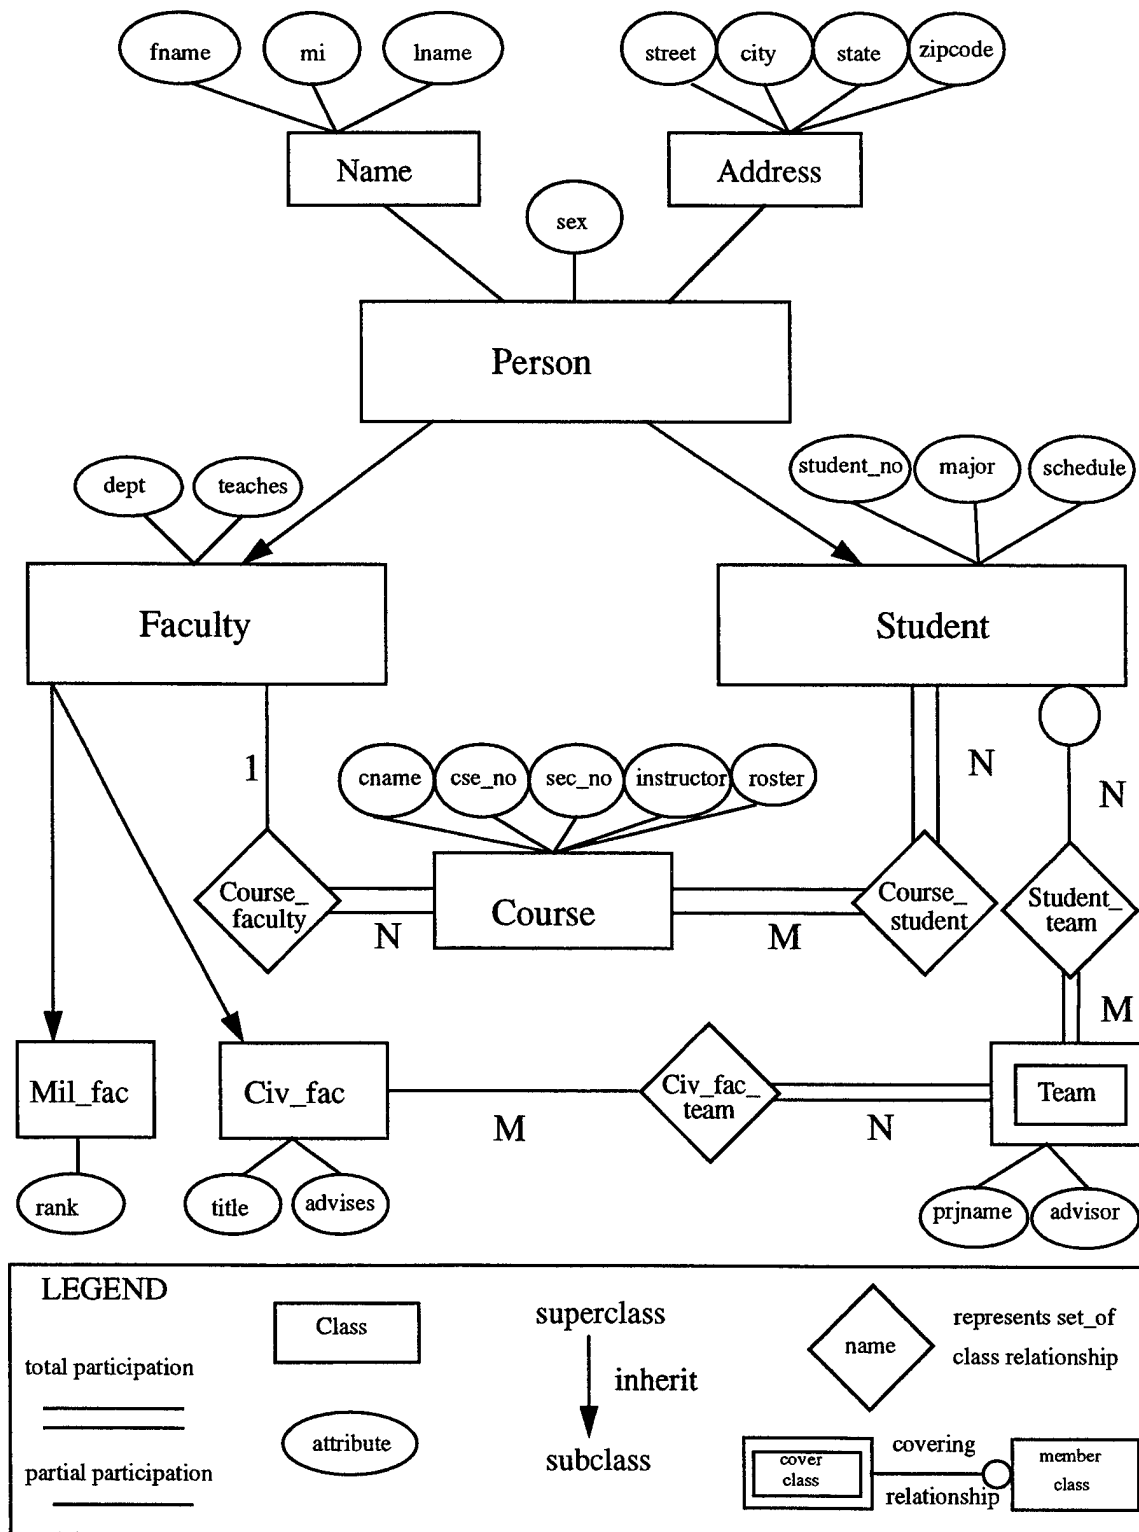 fname
mi
lname
street
city
state
zipcode
Name
Address
sex
Person
dept
teaches
student_no
major
schedule
Faculty
Student
1
N
N
cname
cse_no
sec_no
instructor
roster
Course_
faculty
N
Course
M
Course_
student
Student_
team
M
Mil_fac
Civ_fac
M
Civ_fac_
team
N
Team
rank
title
advises
prjname
advisor
LEGEND
total participation
partial participation
Class
attribute
superclass
inherit
subclass
name
represents set_of
class relationship
cover
class
covering
relationship
member
class